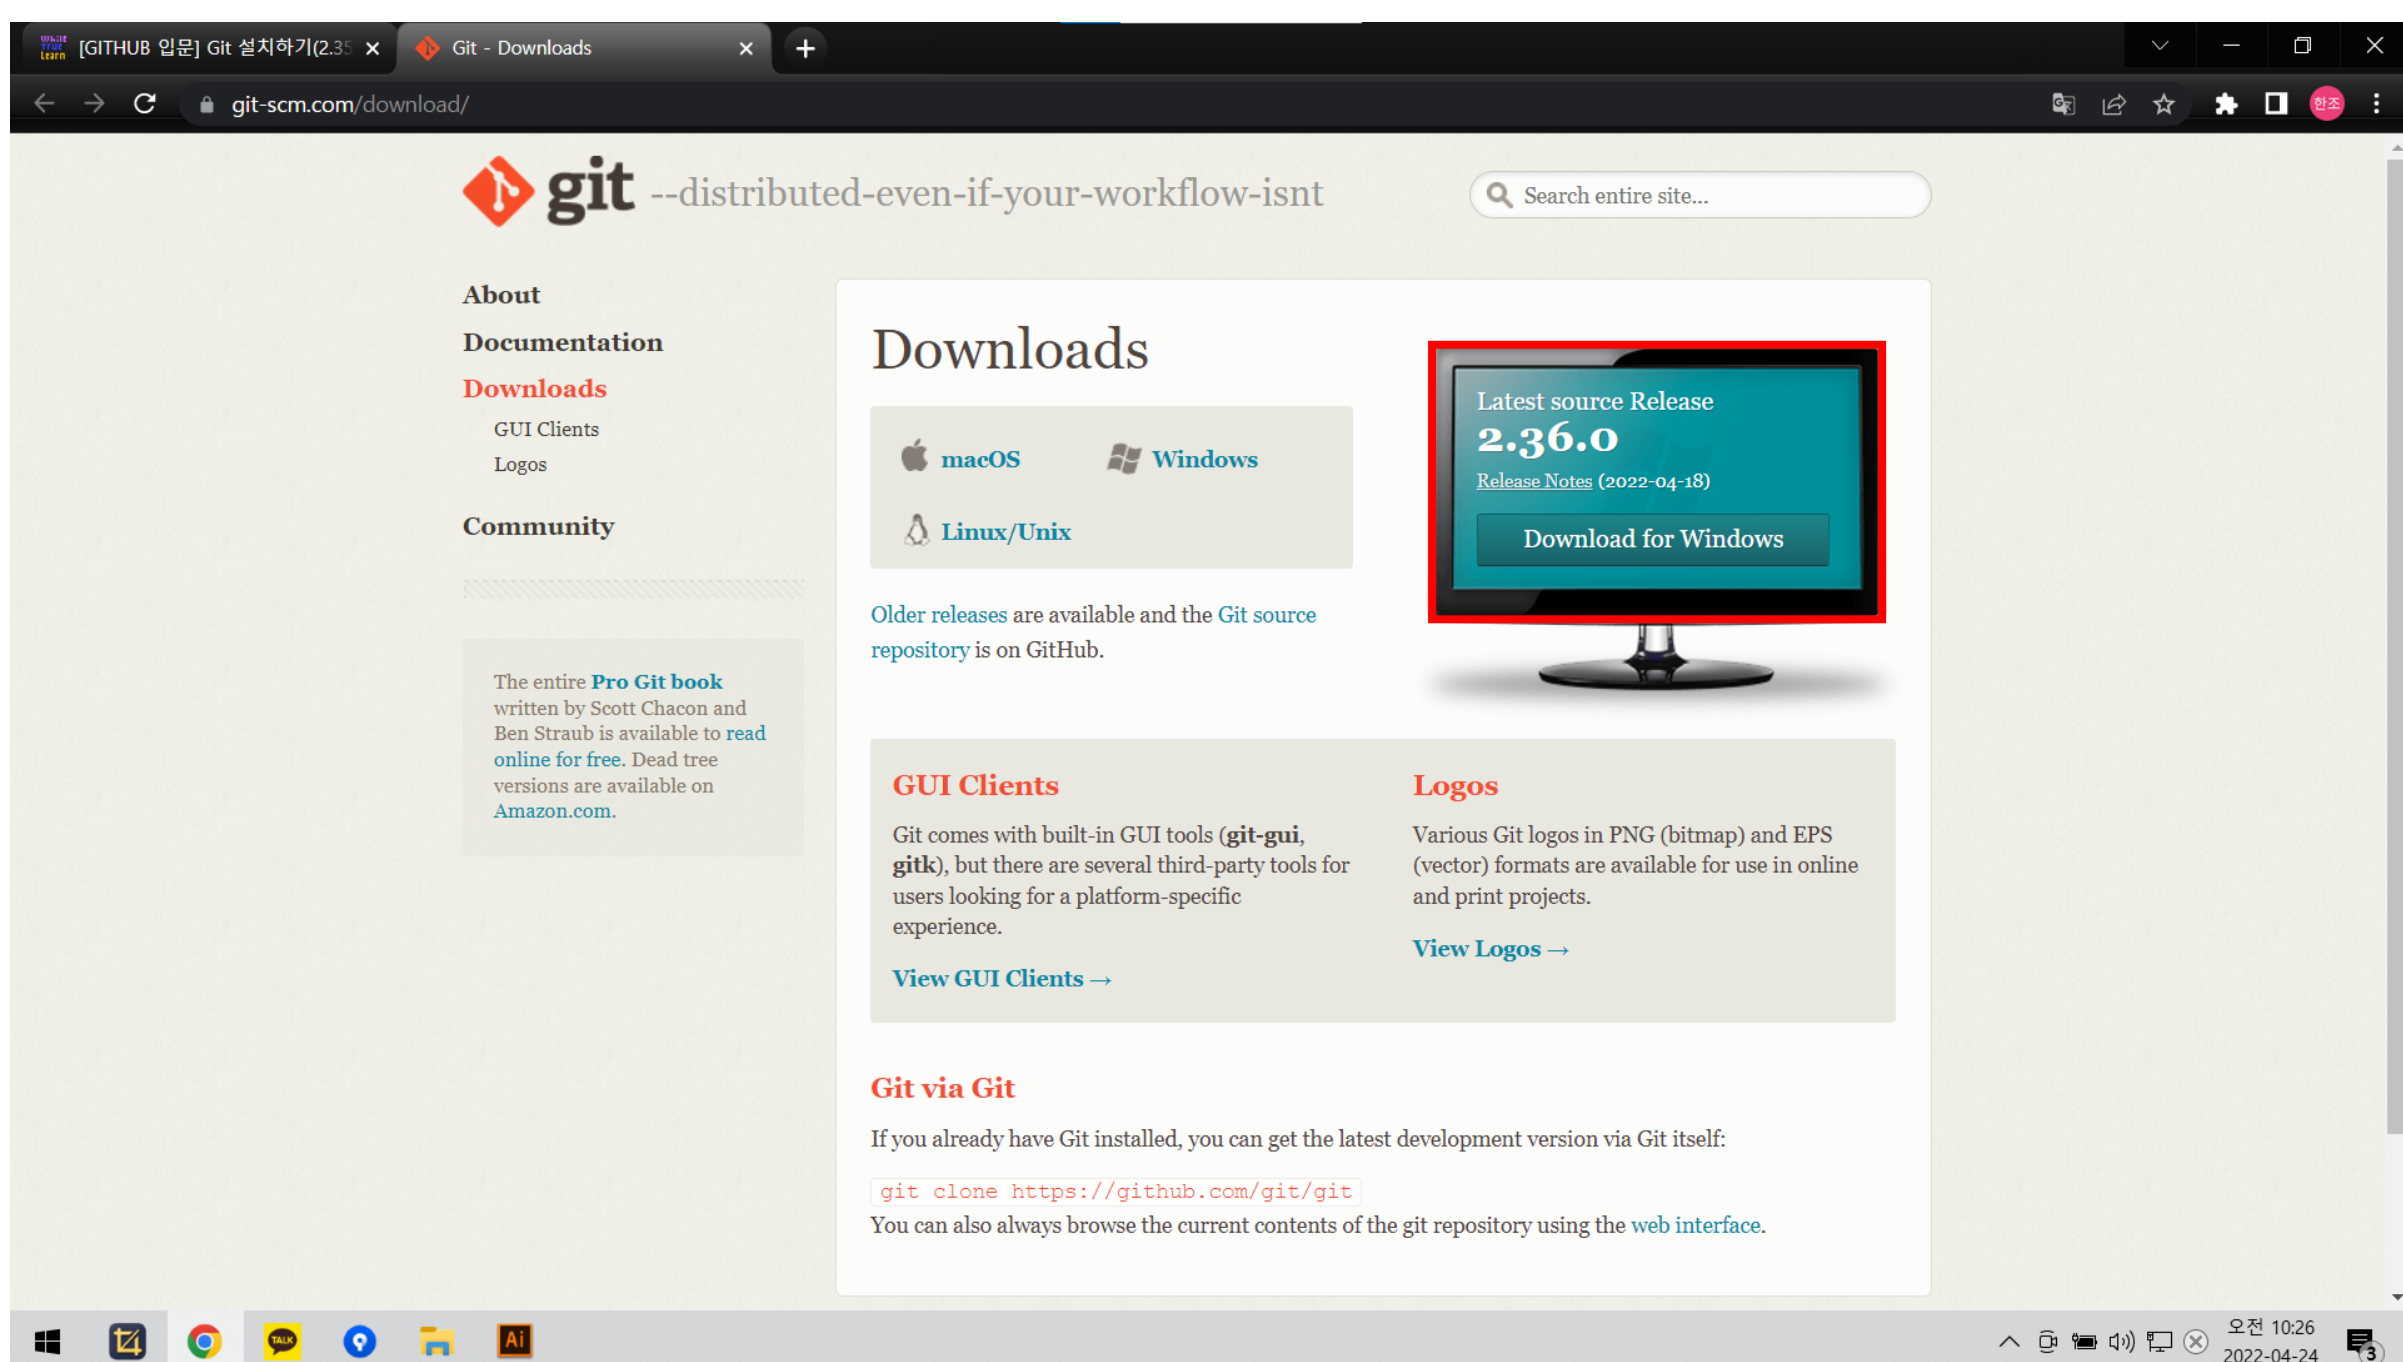 While True Learn
[GITHUB 입문] Git 설치하기(2.35
Git - Downloads
git-scm.com/download/
한조
git --distributed-even-if-your-workflow-isnt
Search entire site...
About
Documentation
Downloads
GUI Clients
Logos
Community
The entire Pro Git book
written by Scott Chacon and
Ben Straub is available to read
online for free. Dead tree
versions are available on
Amazon.com.
Downloads
macOS
Windows
Linux/Unix
Older releases are available and the Git source
repository is on GitHub.
Latest source Release
2.36.0
Release Notes (2022-04-18)
Download for Windows
GUI Clients
Git comes with built-in GUI tools (git-gui,
gitk), but there are several third-party tools for
users looking for a platform-specific
experience.
View GUI Clients →
Logos
Various Git logos in PNG (bitmap) and EPS
(vector) formats are available for use in online
and print projects.
View Logos →
Git via Git
If you already have Git installed, you can get the latest development version via Git itself:
git clone https://github.com/git/git
You can also always browse the current contents of the git repository using the web interface.
TALK
Ai
오전 10:26
2022-04-24
3